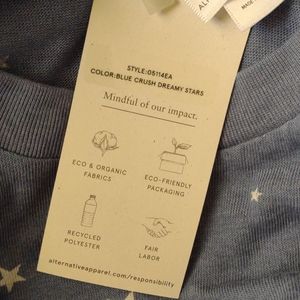 STYLE:05114EA
COLOR:BLUE CRUSH DREAMY STARS
Mindful of our impact.
ECO & ORGANIC
FABRICS
ECO-FRIENDLY
PACKAGING
RECYCLED
POLYESTER
FAIR
LABOR
alternativeapparel.com/responsibility